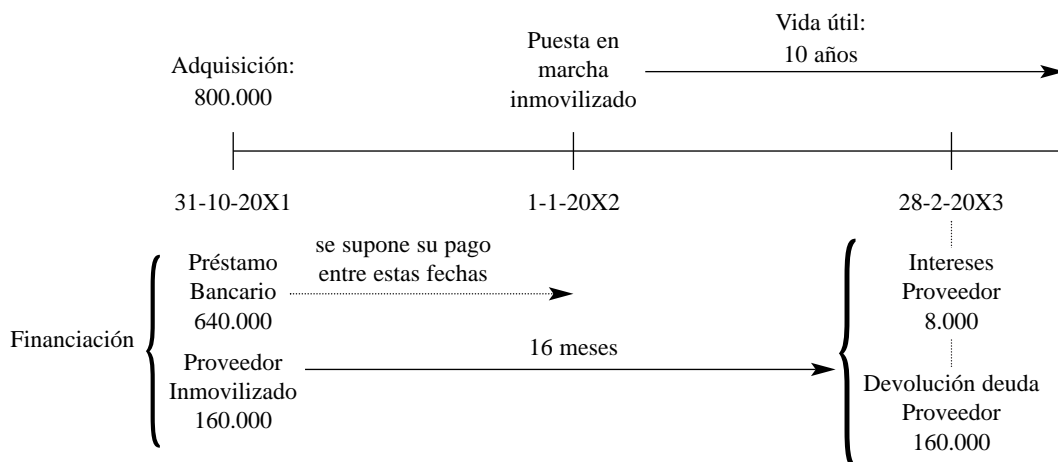 Vida útil:
10 años
Puesta en
marcha
inmovilizado
Adquisición:
800.000
31-10-20X1
1-1-20X2
28-2-20X3
Financiación
Préstamo
Bancario
640.000
se supone su pago
entre estas fechas
Proveedor
Inmovilizado
160.000
16 meses
Intereses
Proveedor
8.000
Devolución deuda
Proveedor
160.000